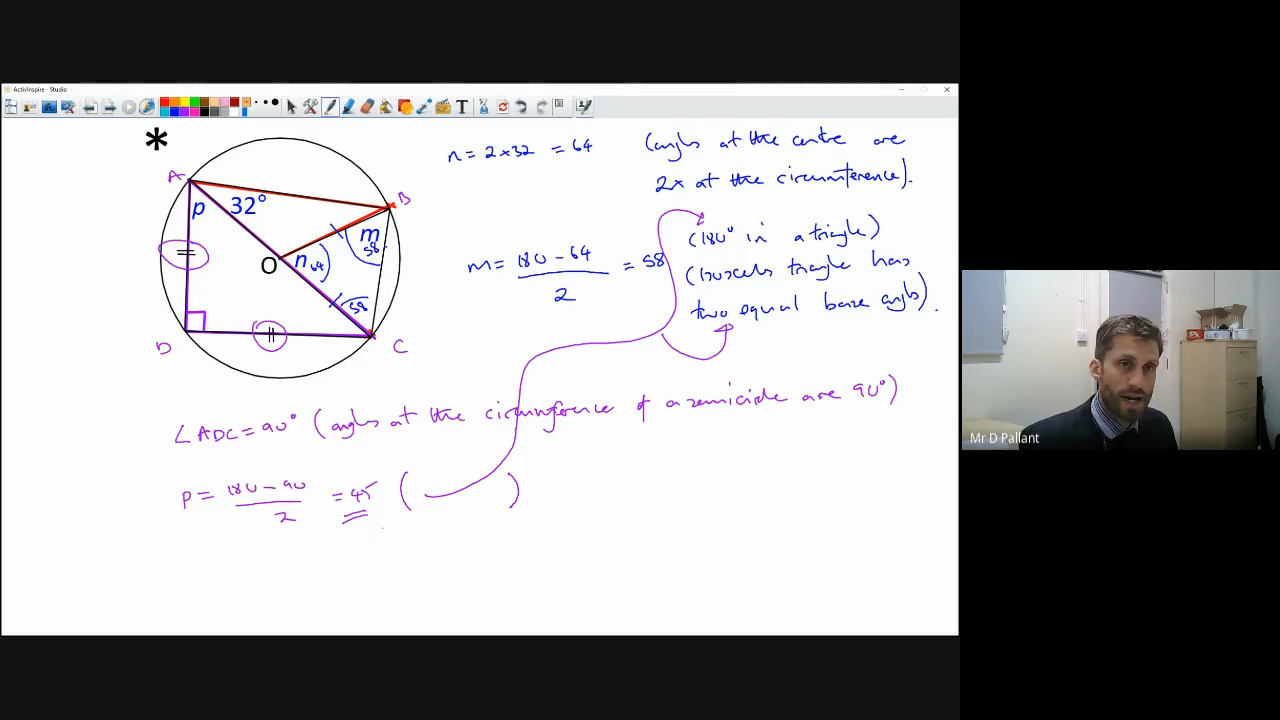 ActivInspire - Studio
*
A
p
32°
B
m
58
O
n
64
58
D
C
n = 2 × 32 = 64
(angles at the centre are
2x at the circumference).
m = 180 - 64 / 2 = 58
(180° in a triangle)
(isosceles triangle has
two equal base angles).
∠ADC = 90° (angles at the circumference of a semicircle are 90°)
p = 180 - 90 / 2 = 45 ( )
Mr D Pallant